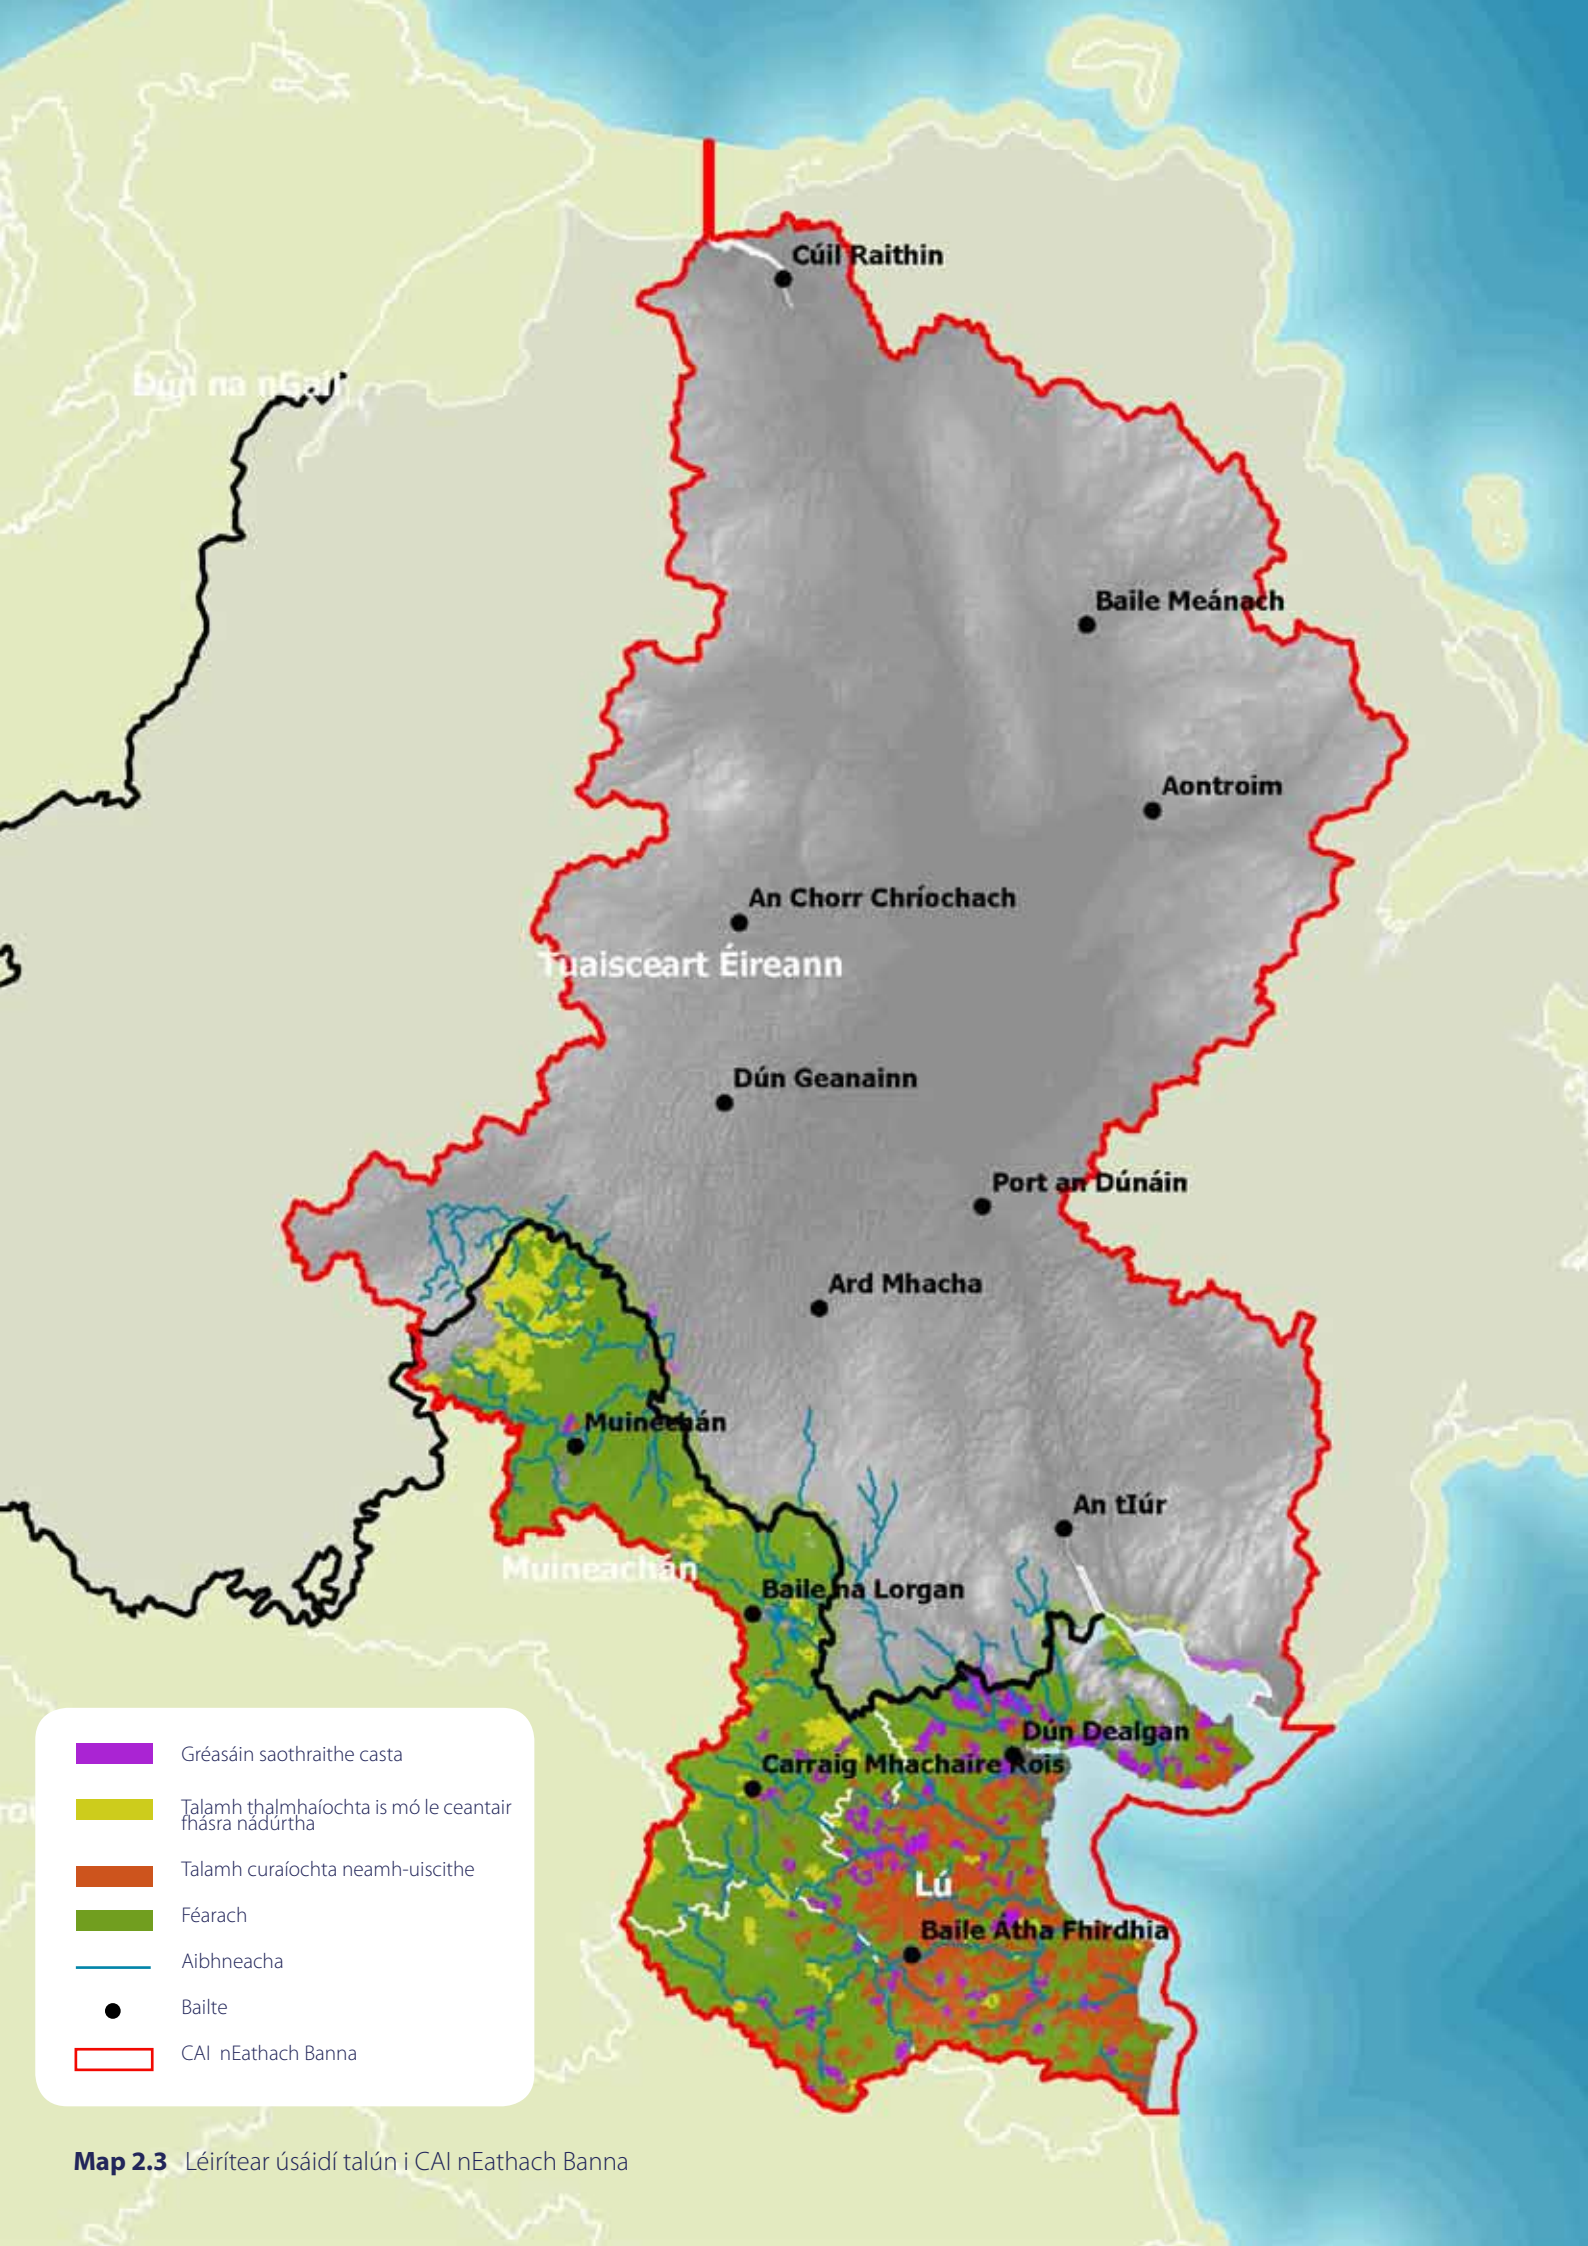 Cúil Raithin
Dún na nGall
Baile Meánach
Aontroim
An Chorr Chríochach
Tuaisceart Éireann
Dún Geanainn
Port an Dúnáin
Ard Mhacha
Muinechán
An tIúr
Muineachán
Baile na Lorgan
Dún Dealgan
Carraig Mhachaire Rois
Lú
Baile Átha Fhirdhia
Gréasáin saothraithe casta
Talamh thalmhaíochta is mó le ceantair
fhásra nádúrtha
Talamh curaíochta neamh-uiscithe
Féarach
Aibhneacha
Bailte
CAI nEathach Banna
Map 2.3 Léirítear úsáidí talún i CAI nEathach Banna